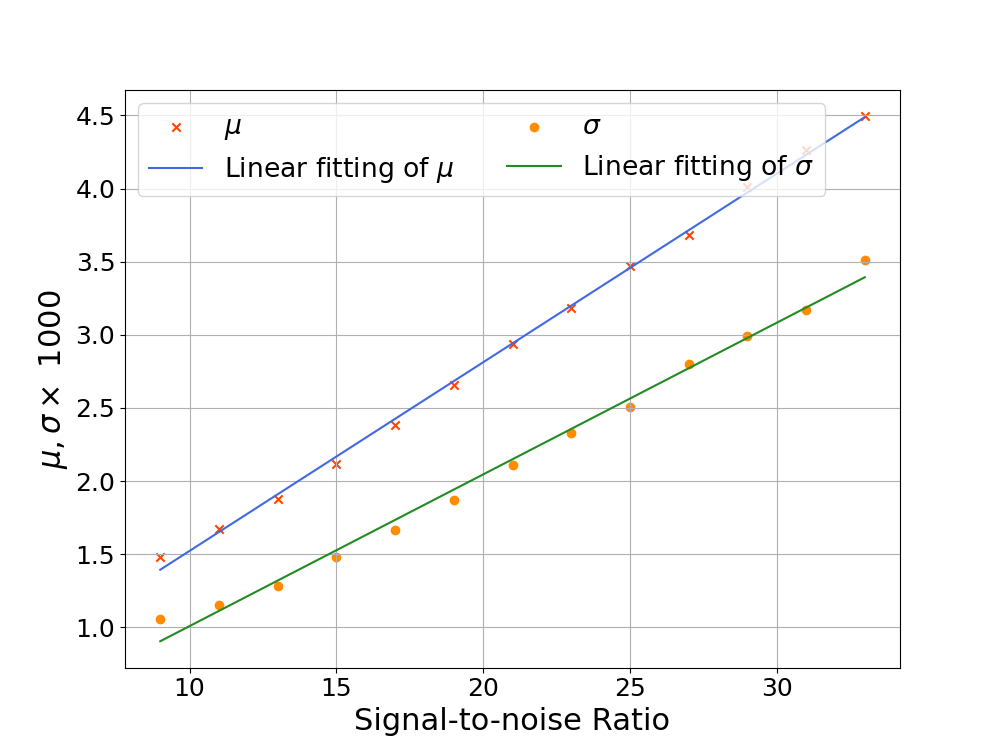 μ
σ
Linear fitting of μ
Linear fitting of σ
4.5
4.0
3.5
3.0
2.5
2.0
1.5
1.0
μ, σ × 1000
10 15 20 25 30
Signal-to-noise Ratio